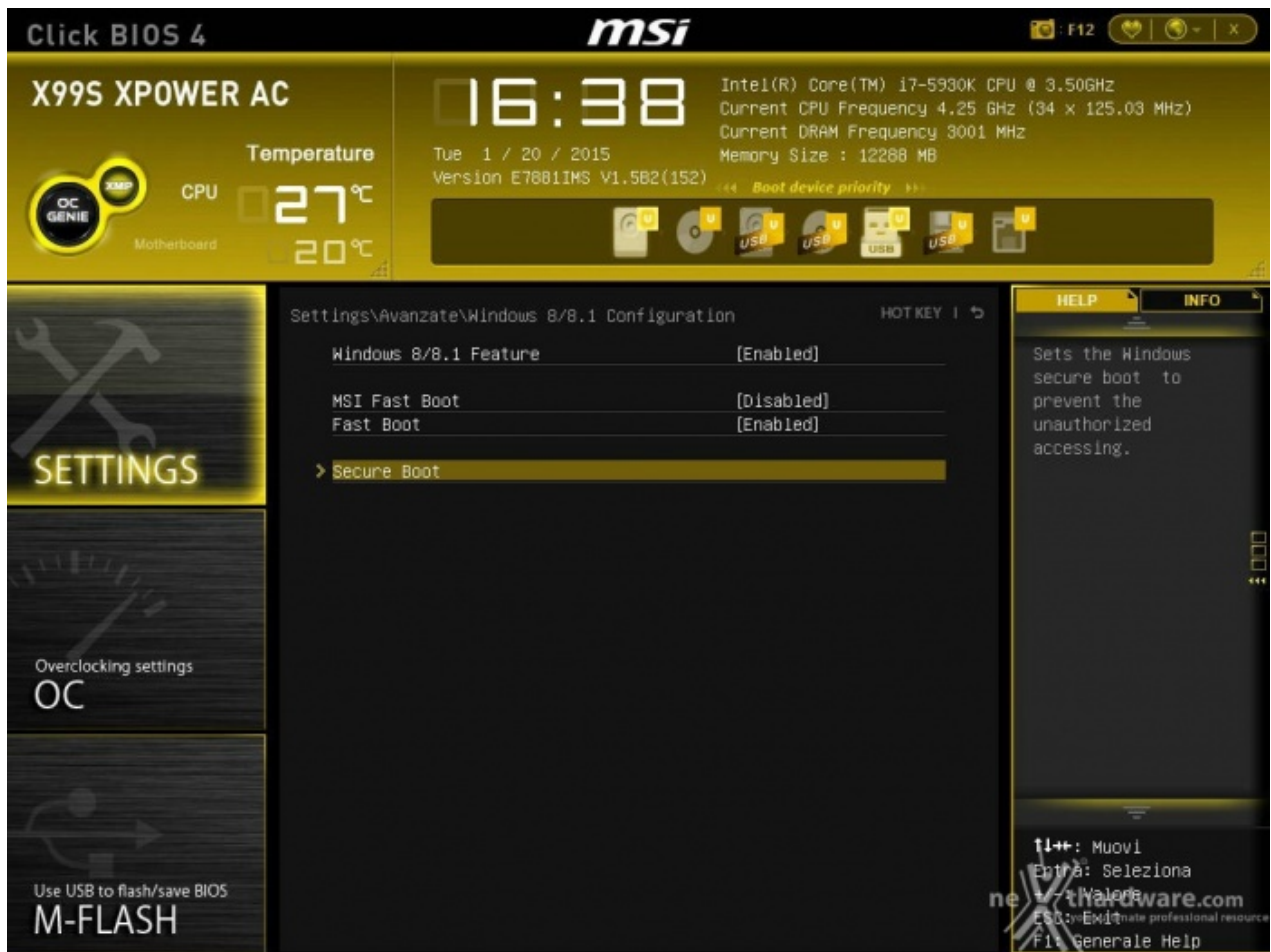 Click BIOS 4
msi
: F12
X
X99S XPOWER AC
16:38
Intel(R) Core(TM) i7-5930K CPU @ 3.50GHz
Current CPU Frequency 4.25 GHz (34 x 125.03 MHz)
Current DRAM Frequency 3001 MHz
Memory Size : 12288 MB
Tue 1 / 20 / 2015
Version E7881IMS V1.5B2(152)
Boot device priority
Temperature
XMP
OC GENIE
CPU
27°C
Motherboard
20°C
U
U
USB U
USB U
USB U
USB U
U
SETTINGS
Overclocking settings
OC
Use USB to flash/save BIOS
M-FLASH
Settings\Avanzate\Windows 8/8.1 Configuration
HOT KEY |
Windows 8/8.1 Feature [Enabled]
MSI Fast Boot [Disabled]
Fast Boot [Enabled]
> Secure Boot
HELP
INFO
Sets the Windows
secure boot to
prevent the
unauthorized
accessing.
: Muovi
Entra: Seleziona
+/-: Valore
ESC: Exit
F1: Generale Help
nexthardware.com
professional resource